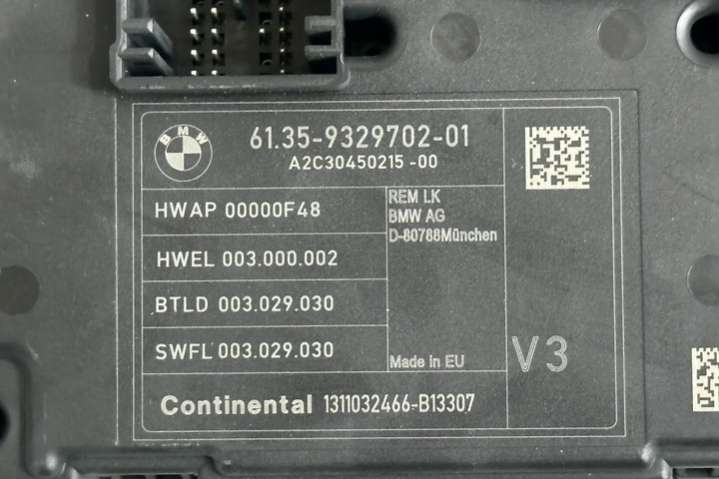 BMW
61.35-9329702-01
A2C30450215-00
HWAP 00000F48
REM LK
BMW AG
D-80788München
HWEL 003.000.002
BTLD 003.029.030
SWFL 003.029.030
Made in EU
V3
Continental 1311032466-B13307